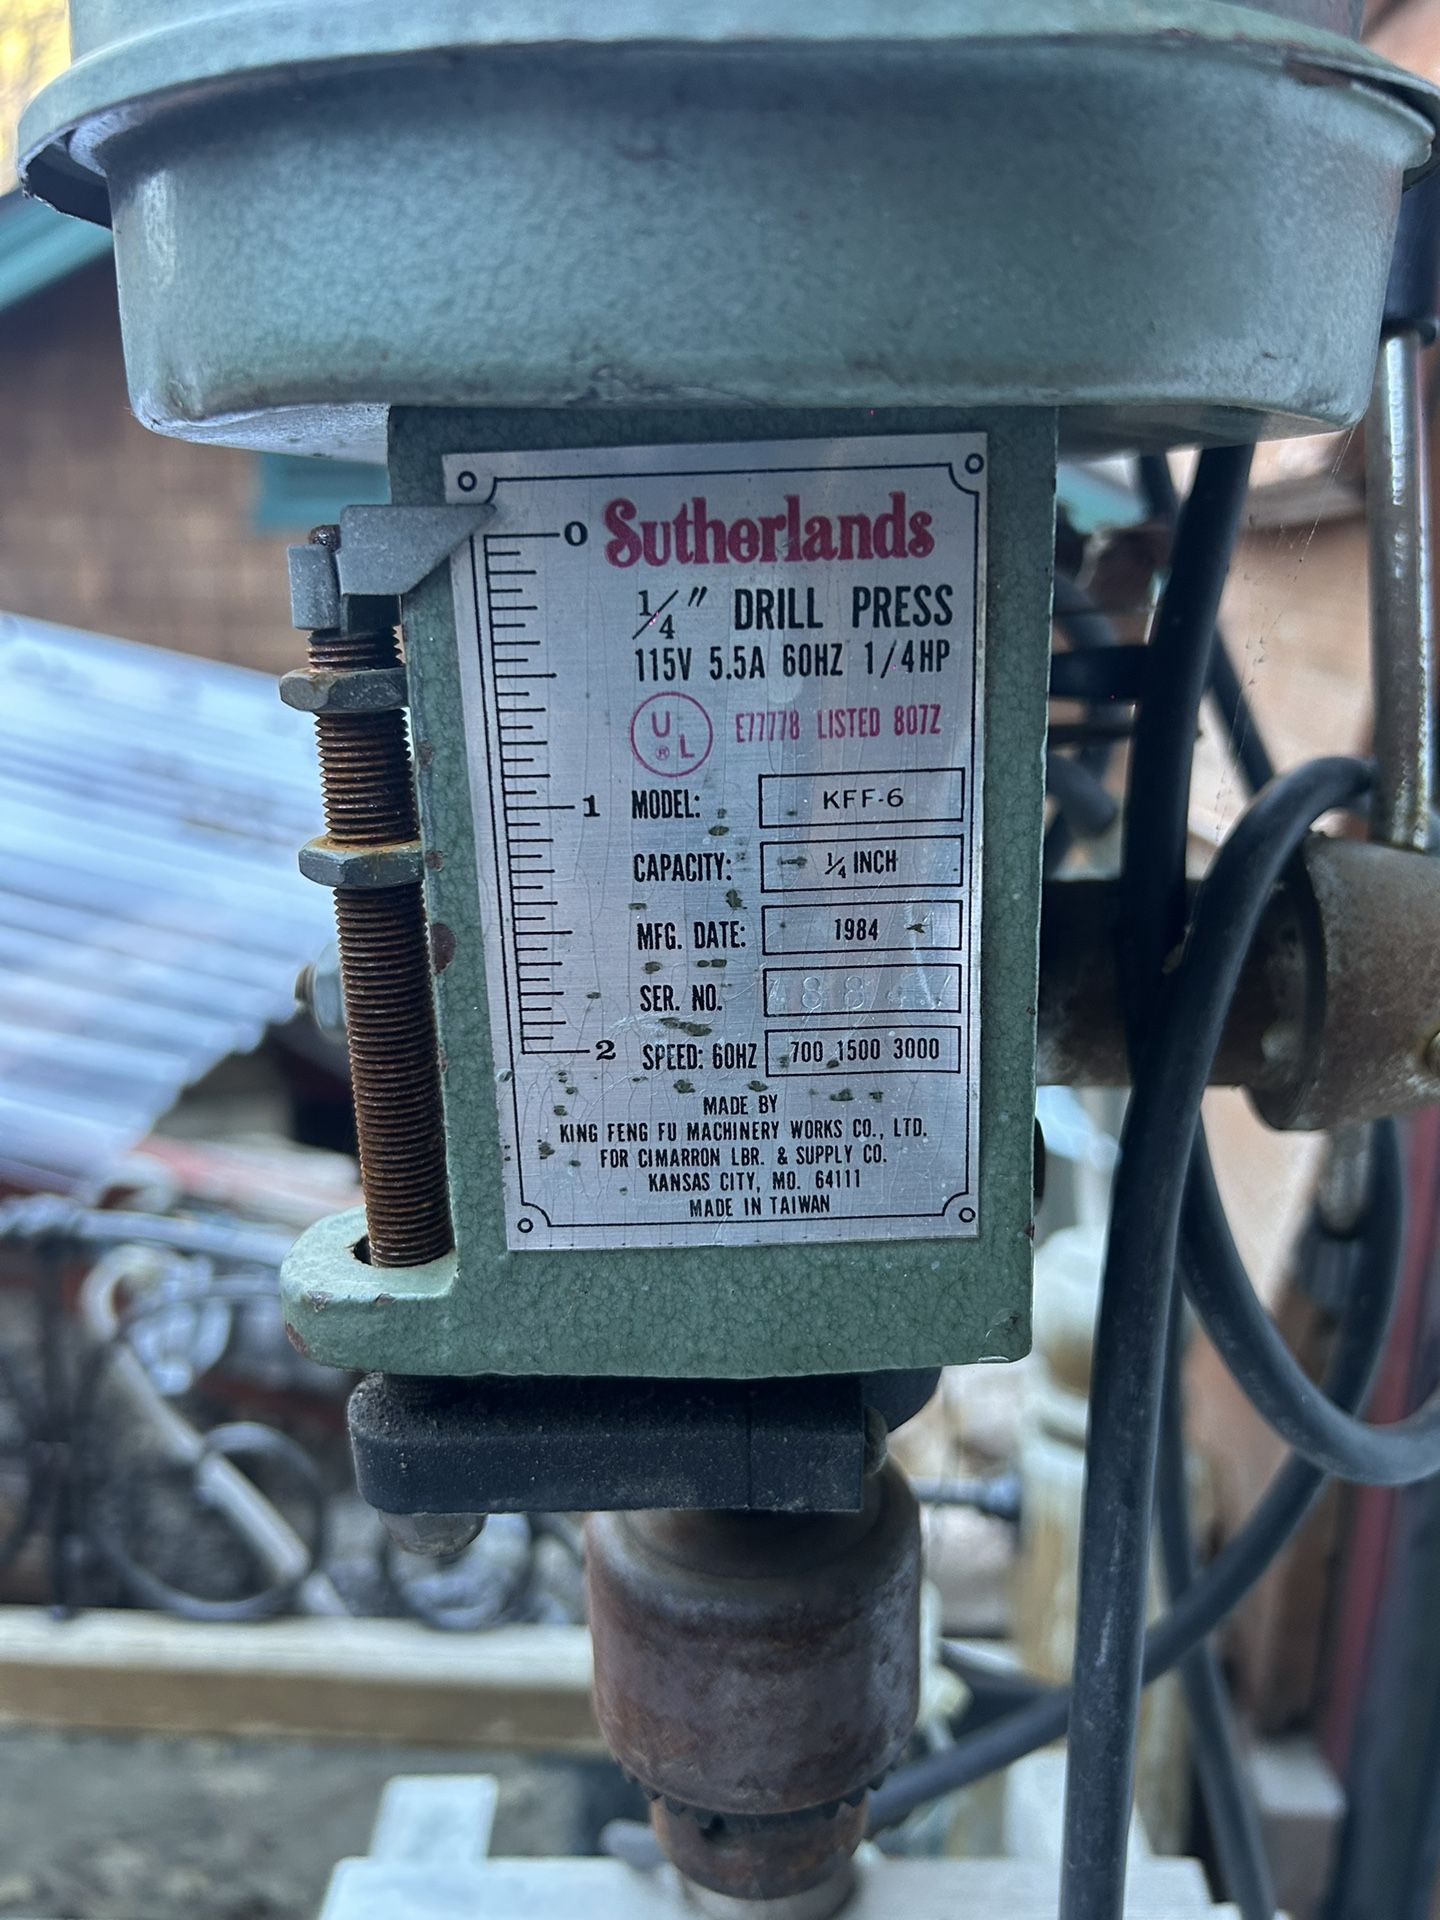 0
Sutherlands
1/4" DRILL PRESS
115V 5.5A 60HZ 1/4HP
UL® E77778 LISTED 807Z
1
MODEL: KFF-6
CAPACITY: 1/4 INCH
MFG. DATE: 1984
SER. NO.
2
SPEED: 60HZ 700 1500 3000
MADE BY
KING FENG FU MACHINERY WORKS CO., LTD.
FOR CIMARRON LBR. & SUPPLY CO.
KANSAS CITY, MO. 64111
MADE IN TAIWAN